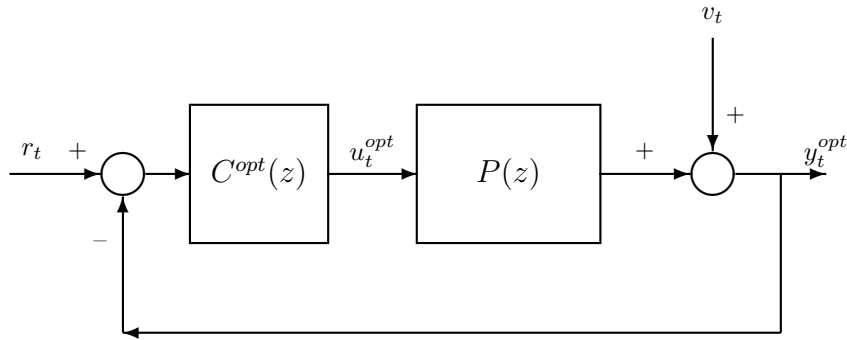 v_t
+
r_t
+
C^{opt}(z)
u_t^{opt}
P(z)
+
y_t^{opt}
−